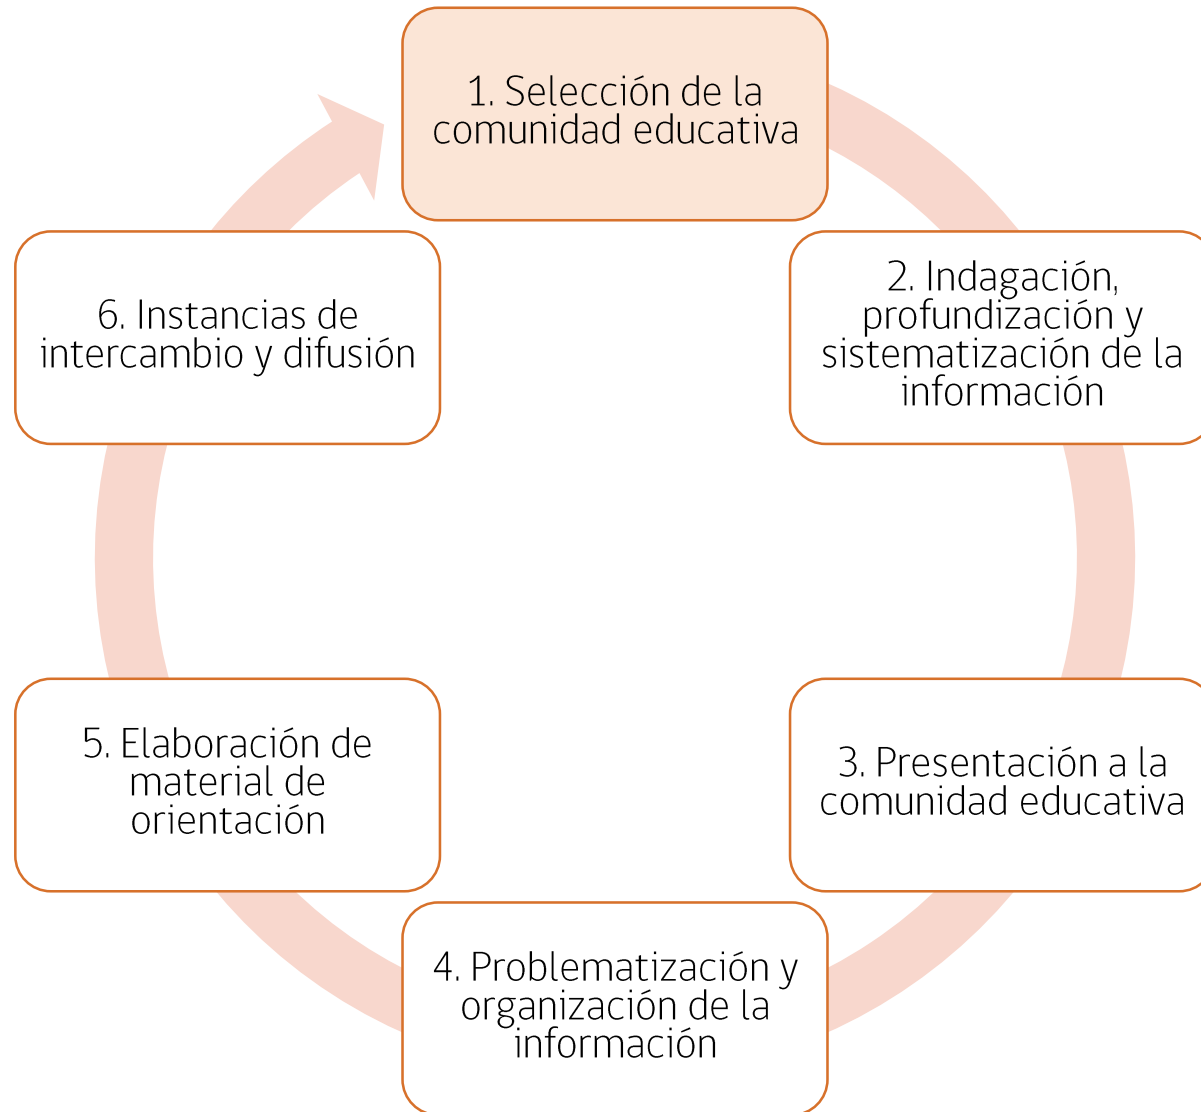 1. Selección de la
comunidad educativa
2. Indagación,
profundización y
sistematización de la
información
3. Presentación a la
comunidad educativa
4. Problematización y
organización de la
información
5. Elaboración de
material de
orientación
6. Instancias de
intercambio y difusión